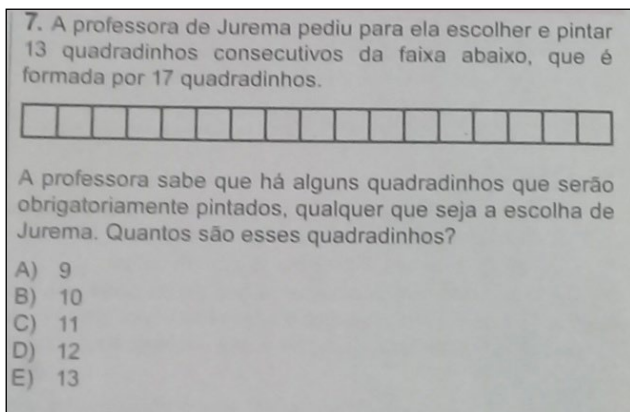 7. A professora de Jurema pediu para ela escolher e pintar
13 quadradinhos consecutivos da faixa abaixo, que é
formada por 17 quadradinhos.
A professora sabe que há alguns quadradinhos que serão
obrigatoriamente pintados, qualquer que seja a escolha de
Jurema. Quantos são esses quadradinhos?
A) 9
B) 10
C) 11
D) 12
E) 13